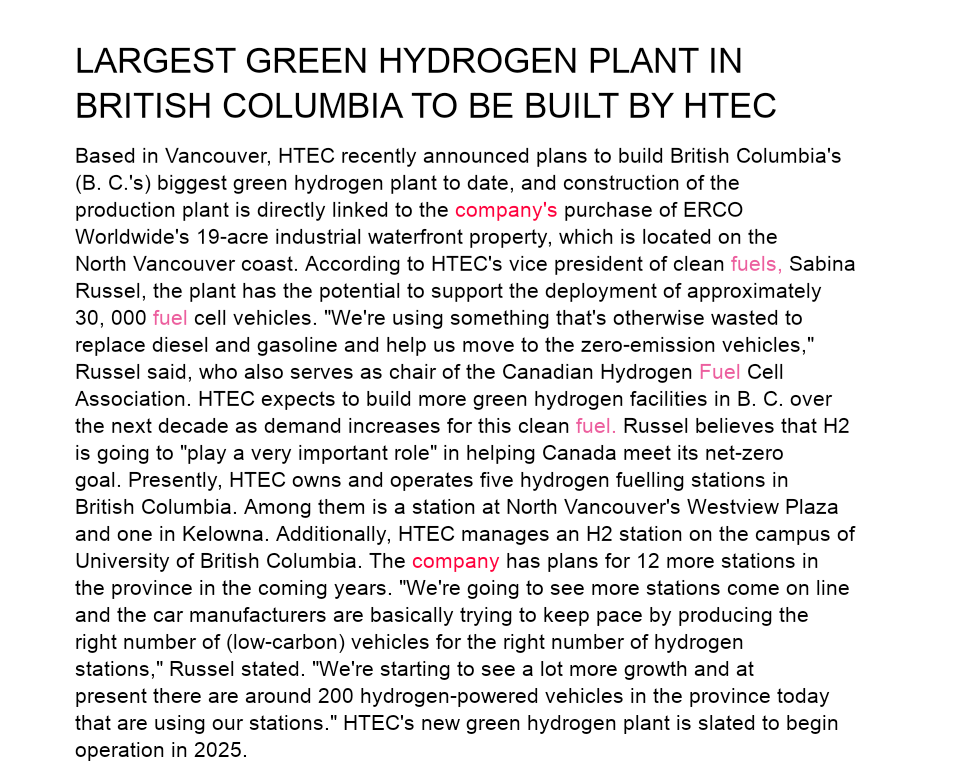 LARGEST GREEN HYDROGEN PLANT IN
BRITISH COLUMBIA TO BE BUILT BY HTEC
Based in Vancouver, HTEC recently announced plans to build British Columbia's
(B. C.'s) biggest green hydrogen plant to date, and construction of the
production plant is directly linked to the company's purchase of ERCO
Worldwide's 19-acre industrial waterfront property, which is located on the
North Vancouver coast. According to HTEC's vice president of clean fuels, Sabina
Russel, the plant has the potential to support the deployment of approximately
30, 000 fuel cell vehicles. "We're using something that's otherwise wasted to
replace diesel and gasoline and help us move to the zero-emission vehicles,"
Russel said, who also serves as chair of the Canadian Hydrogen Fuel Cell
Association. HTEC expects to build more green hydrogen facilities in B. C. over
the next decade as demand increases for this clean fuel. Russel believes that H2
is going to "play a very important role" in helping Canada meet its net-zero
goal. Presently, HTEC owns and operates five hydrogen fuelling stations in
British Columbia. Among them is a station at North Vancouver's Westview Plaza
and one in Kelowna. Additionally, HTEC manages an H2 station on the campus of
University of British Columbia. The company has plans for 12 more stations in
the province in the coming years. "We're going to see more stations come on line
and the car manufacturers are basically trying to keep pace by producing the
right number of (low-carbon) vehicles for the right number of hydrogen
stations," Russel stated. "We're starting to see a lot more growth and at
present there are around 200 hydrogen-powered vehicles in the province today
that are using our stations." HTEC's new green hydrogen plant is slated to begin
operation in 2025.